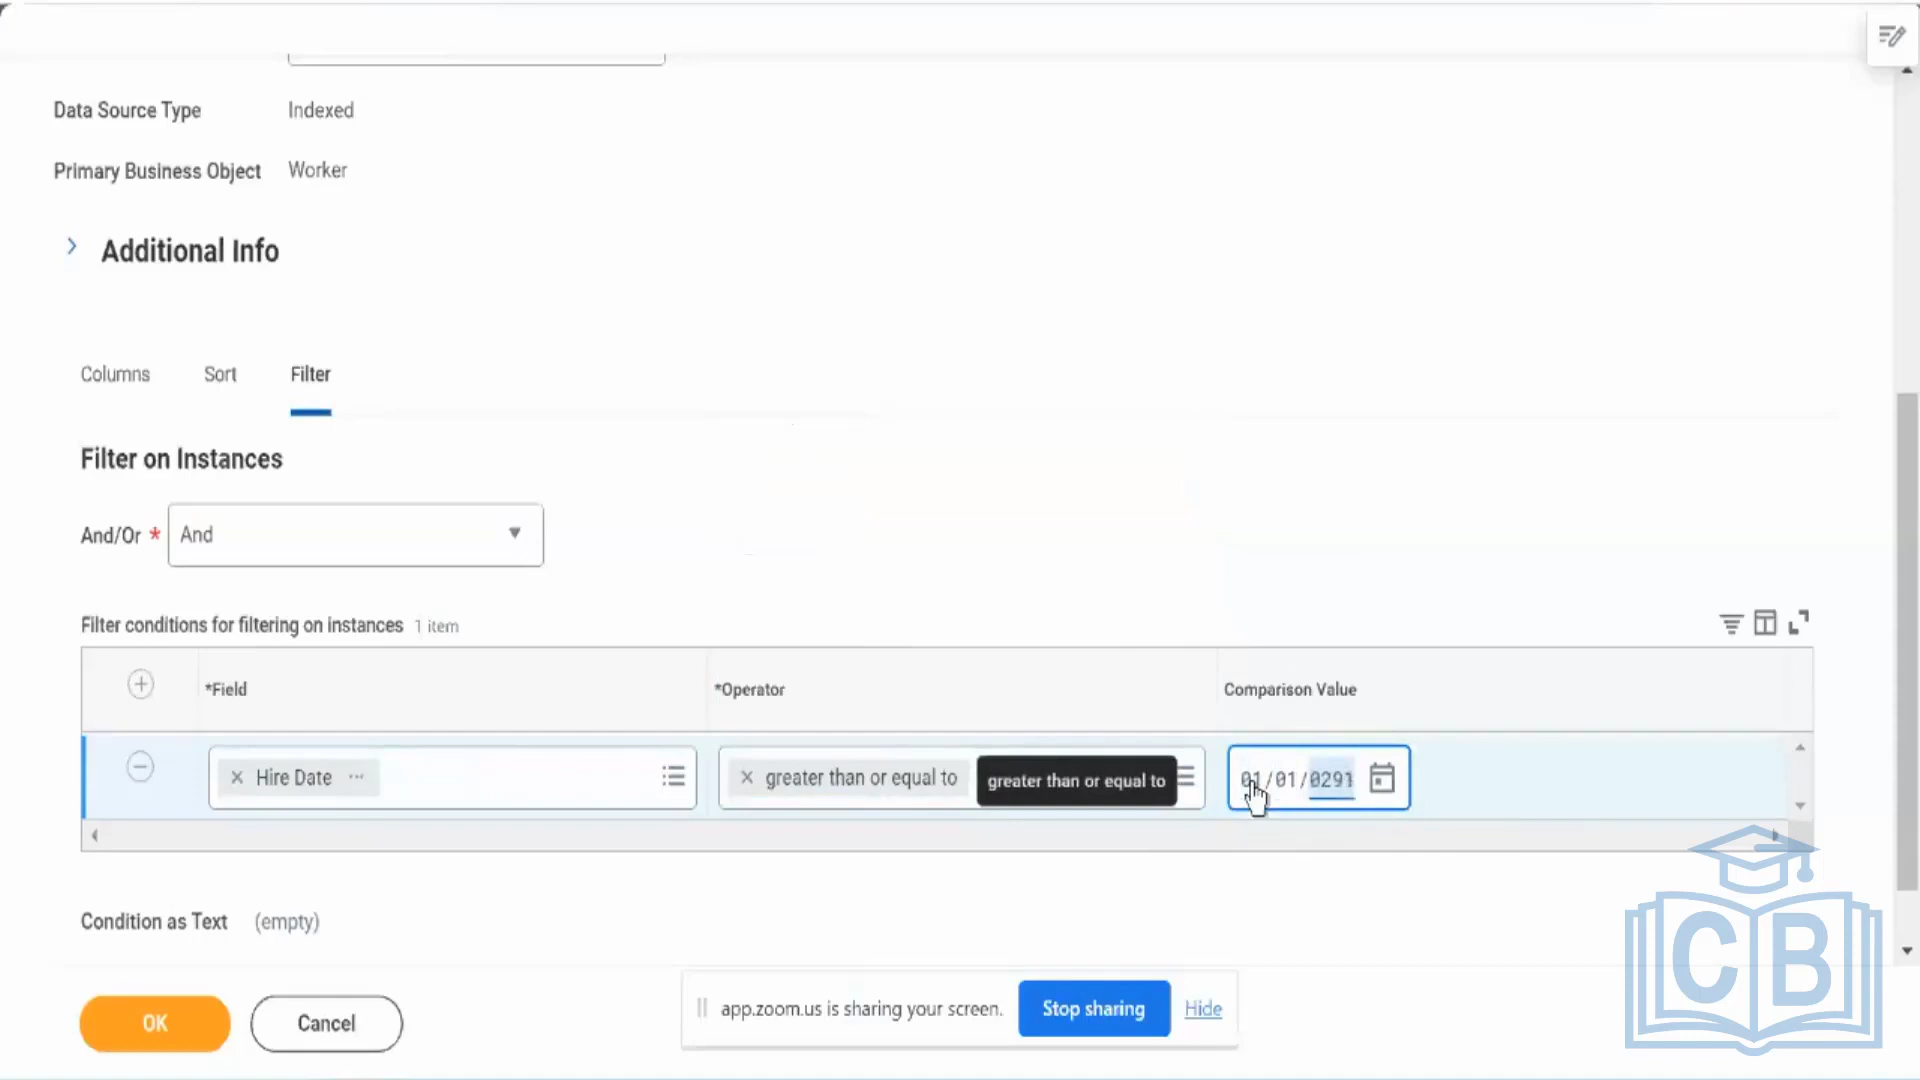 Data Source Type Indexed
Primary Business Object Worker
Additional Info
Columns Sort Filter
Filter on Instances
And/Or * And
Filter conditions for filtering on instances 1 item
*Field *Operator Comparison Value
Hire Date greater than or equal to greater than or equal to 01/01/0291
Condition as Text (empty)
OK Cancel
app.zoom.us is sharing your screen. Stop sharing Hide
CB